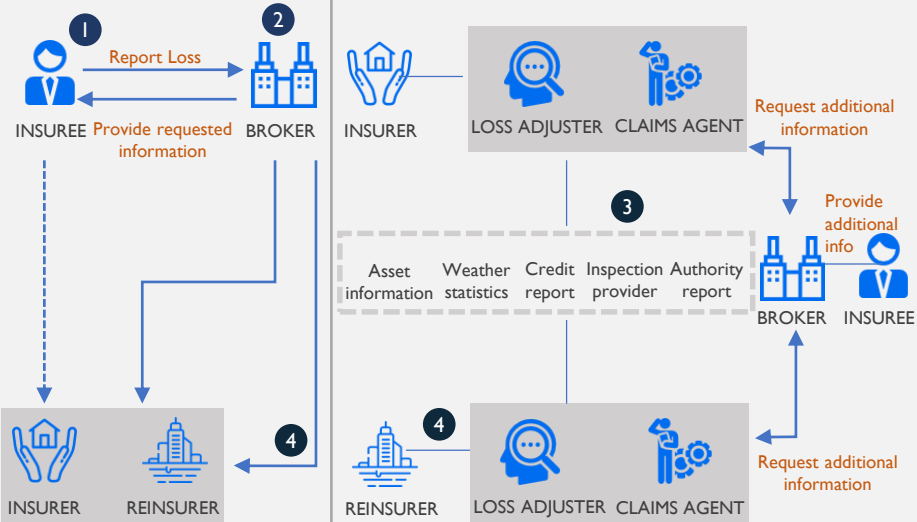 1
2
Report Loss
INSUREE
Provide requested
information
BROKER
INSURER
REINSURER
4
INSURER
LOSS ADJUSTER
CLAIMS AGENT
Request additional
information
3
Provide
additional
info
Asset
information
Weather
statistics
Credit
report
Inspection
provider
Authority
report
BROKER
INSUREE
4
REINSURER
LOSS ADJUSTER
CLAIMS AGENT
Request additional
information